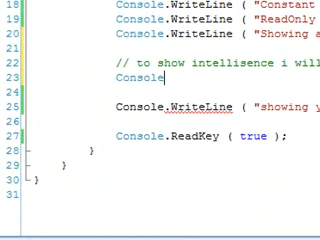 18 Console.WriteLine ( "Constant
19 Console.WriteLine ( "ReadOnly
20 Console.WriteLine ( "Showing a
21
22 // to show intellisence i will
23 Console
24
25 Console.WriteLine ( "showing y
26
27 Console.ReadKey ( true );
28 }
29 }
30 }
31